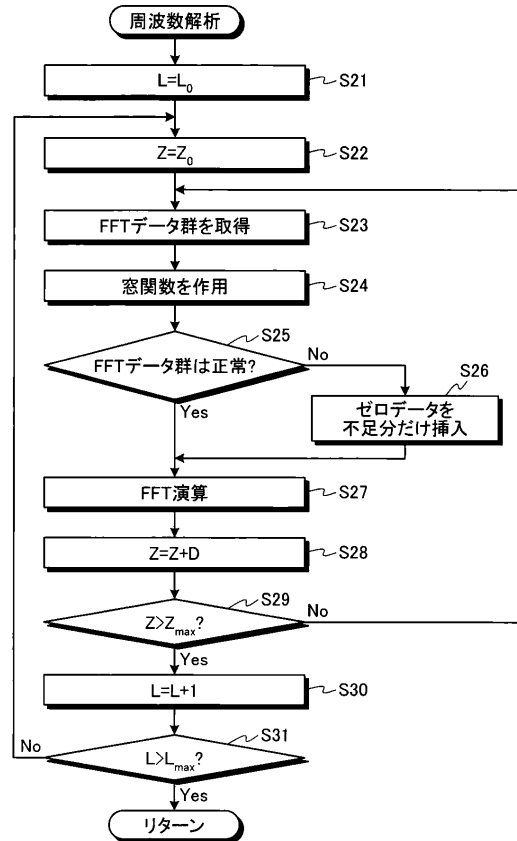 周波数解析
L=L0
S21
Z=Z0
S22
FFTデータ群を取得
S23
窓関数を作用
S24
S25
FFTデータ群は正常?
No
Yes
S26
ゼロデータを
不足分だけ挿入
FFT演算
S27
Z=Z+D
S28
S29
Z>Zmax?
No
Yes
L=L+1
S30
S31
No
L>Lmax?
Yes
リターン